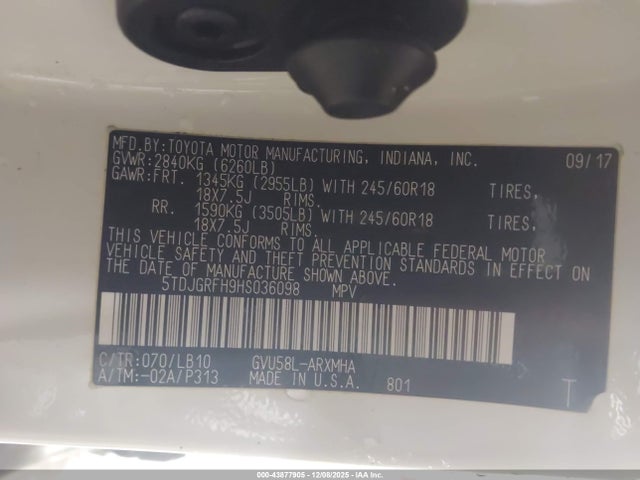 MFD.BY:TOYOTA MOTOR MANUFACTURING, INDIANA, INC. 09/17
GVWR:2840KG (6260LB)
GAWR:FRT. 1345KG (2955LB) WITH 245/60R18 TIRES,
18X7.5J RIMS.
RR. 1590KG (3505LB) WITH 245/60R18 TIRES,
18X7.5J RIMS.
THIS VEHICLE CONFORMS TO ALL APPLICABLE FEDERAL MOTOR
VEHICLE SAFETY AND THEFT PREVENTION STANDARDS IN EFFECT ON
THE DATE OF MANUFACTURE SHOWN ABOVE.
5TDJGRFH9HS036098 MPV
C/TR:070/LB10 GVU58L-ARXMHA
A/TM:-02A/P313 MADE IN U.S.A. 801 T
000-43877905 - 12/08/2025 - IAAI, Inc. Copyright